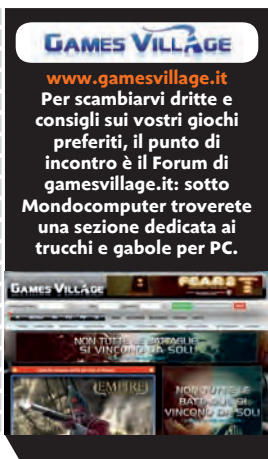 GAMES VILLAGE
www.gamesvillage.it
Per scambiarvi dritte e
consigli sui vostri giochi
preferiti, il punto di
incontro è il Forum di
gamesvillage.it: sotto
Mondocomputer troverete
una sezione dedicata ai
trucchi e gabole per PC.
GAMES VILLAGE
FEAR 2
NON TUTTE LE BATTAGLIE
SI VINCONO DA SOLI
EMPIRE
NON TUTTE LE
BATTAGLIE SI
VINCONO DA SOLI